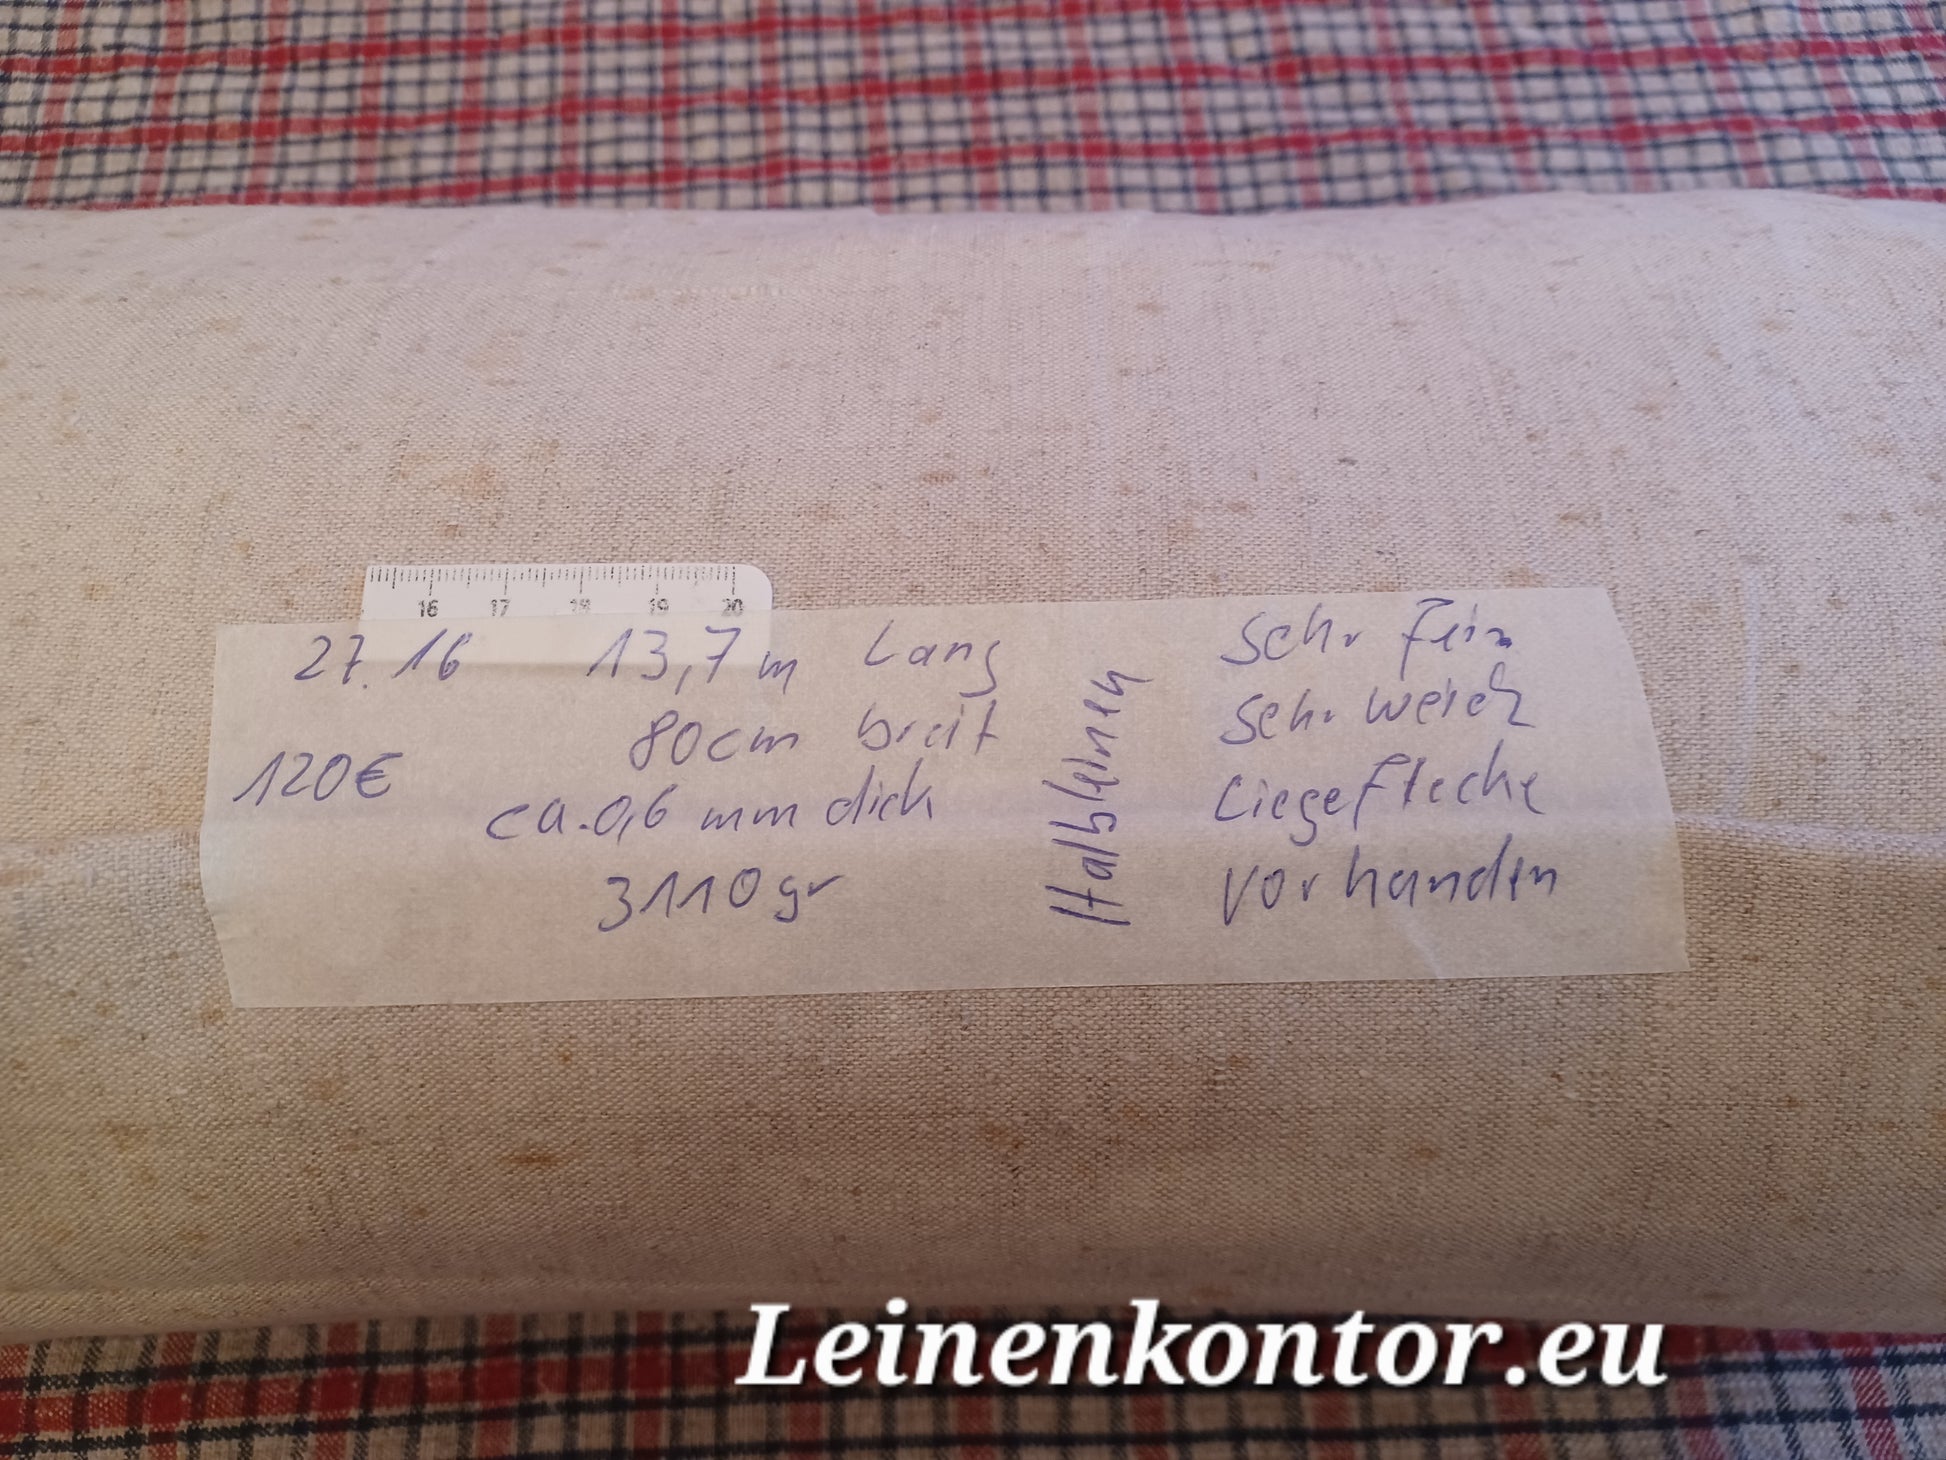 16 17 18 19 20
27.16
120€
13,7 m Lang
80cm breit
ca. 0,6 mm dick
3110 gr
Halbleinen
Sehr Fein
Sehr weich
Liegeflecke
Vorhanden
Leinenkontor.eu